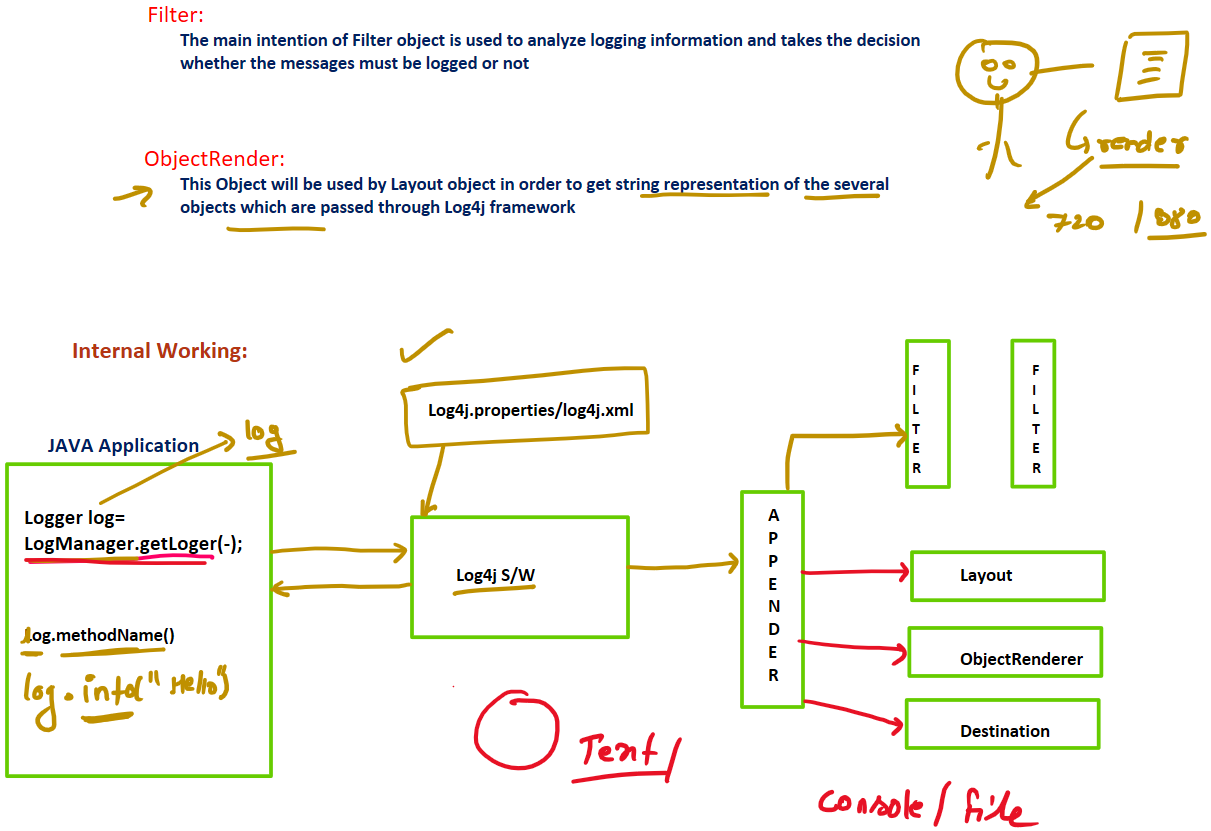 Filter:
The main intention of Filter object is used to analyze logging information and takes the decision
whether the messages must be logged or not
render
720 1080
ObjectRender:
This Object will be used by Layout object in order to get string representation of the several
objects which are passed through Log4j framework
Internal Working:
Log4j.properties/log4j.xml
JAVA Application
log
Logger log=
LogManager.getLoger(-);
Log4j S/W
log.methodName()
log.info("Hello")
APPENDER
FILTER
FILTER
Layout
ObjectRenderer
Destination
Text/
Console/file